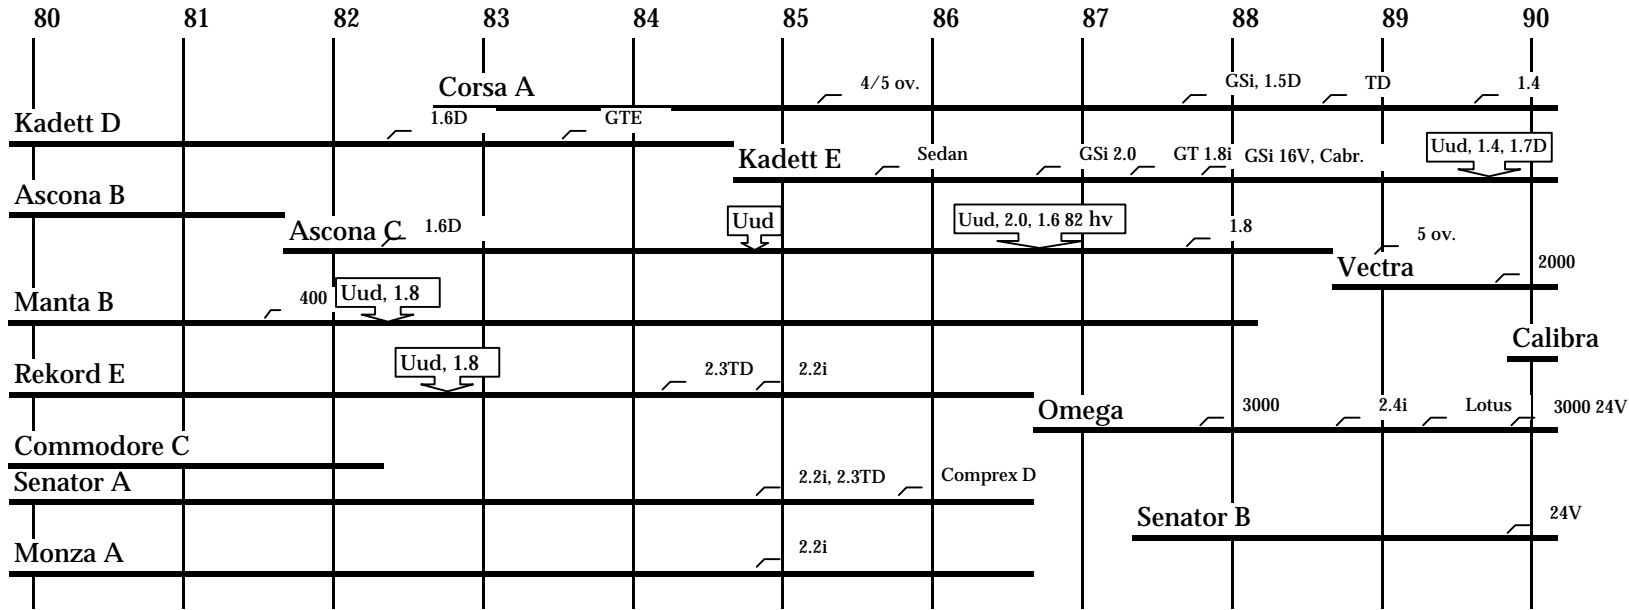 80 81 82 83 84 85 86 87 88 89 90
Corsa A 4/5 ov. GSi, 1.5D TD 1.4
Kadett D 1.6D GTE
Kadett E Sedan GSi 2.0 GT 1.8i GSi 16V, Cabr. Uud, 1.4, 1.7D
Ascona B
Ascona C 1.6D Uud Uud, 2.0, 1.6 82 hv 1.8
Vectra 5 ov. 2000
Manta B 400 Uud, 1.8
Calibra
Rekord E Uud, 1.8 2.3TD 2.2i
Omega 3000 2.4i Lotus 3000 24V
Commodore C
Senator A 2.2i, 2.3TD Comprex D
Senator B 24V
Monza A 2.2i